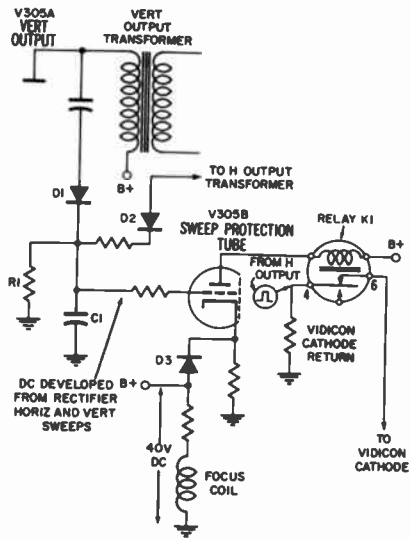 V305A
VERT
OUTPUT
VERT
OUTPUT
TRANSFORMER
B+
TO H OUTPUT
TRANSFORMER
D1
D2
V305B
SWEEP PROTECTION
TUBE
RELAY K1
B+
FROM H
OUTPUT
4
6
R1
C1
VIDICON
CATHODE
RETURN
D3
DC DEVELOPED
FROM RECTIFIER
HORIZ AND VERT
SWEEPS
B+
40V
DC
FOCUS
COIL
TO
VIDICON
CATHODE